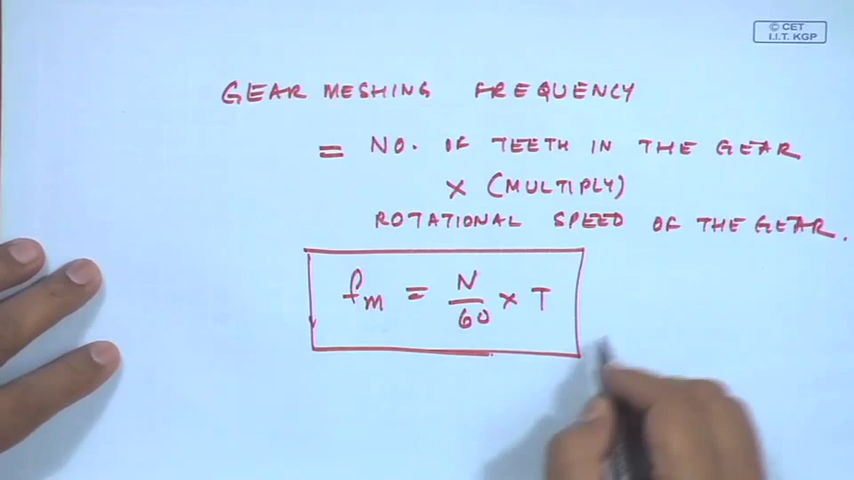 © CET
I.I.T. KGP
GEAR MESHING FREQUENCY
= NO. OF TEETH IN THE GEAR
× (MULTIPLY)
ROTATIONAL SPEED OF THE GEAR.
fm = N/60 × T